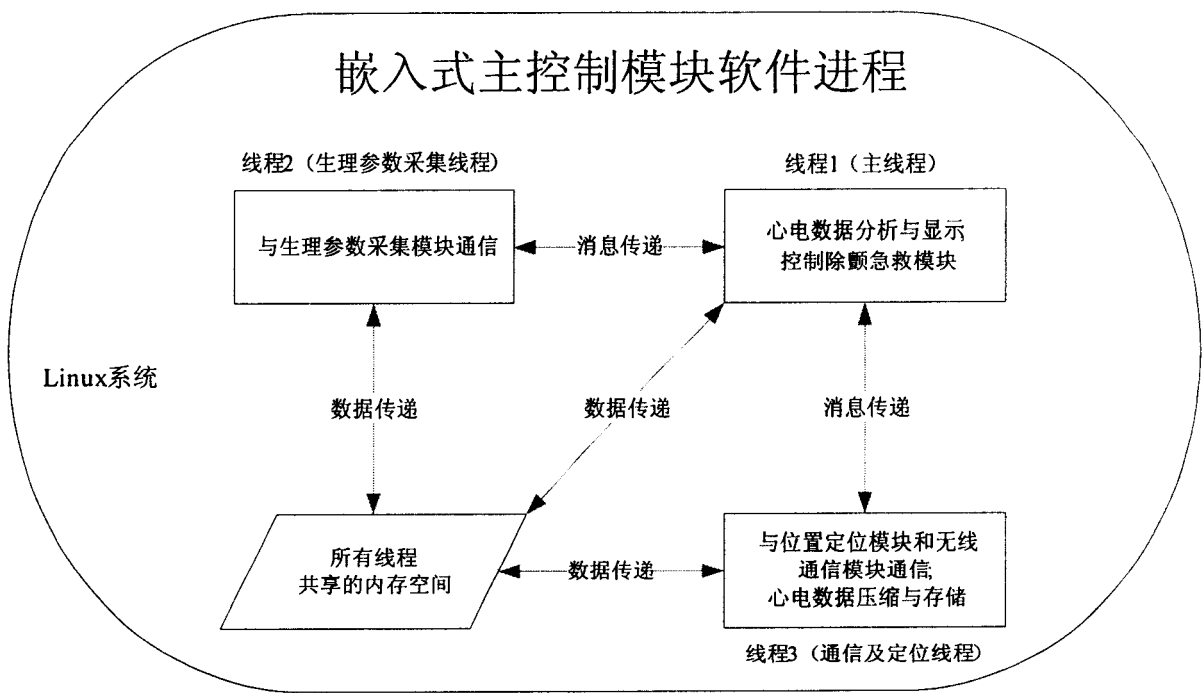 嵌入式主控制模块软件进程
线程2（生理参数采集线程）
线程1（主线程）
与生理参数采集模块通信
消息传递
心电数据分析与显示,
控制除颤急救模块
Linux系统
数据传递
数据传递
消息传递
所有线程
共享的内存空间
数据传递
与位置定位模块和无线
通信模块通信,
心电数据压缩与存储
线程3（通信及定位线程）